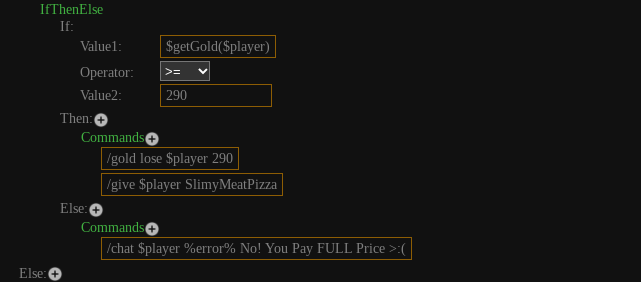 IfThenElse
If:
Value1: $getGold($player)
Operator: >=
Value2: 290
Then:
Commands
/gold lose $player 290
/give $player SlimyMeatPizza
Else:
Commands
/chat $player %error% No! You Pay FULL Price >:(
Else: